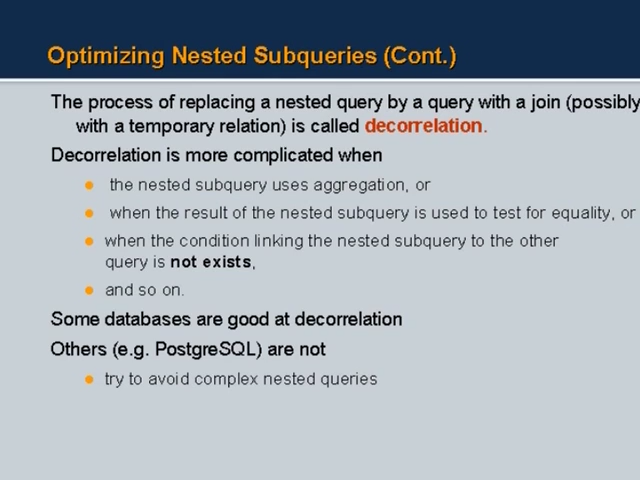 Optimizing Nested Subqueries (Cont.)
The process of replacing a nested query by a query with a join (possibly
with a temporary relation) is called decorrelation.
Decorrelation is more complicated when
the nested subquery uses aggregation, or
when the result of the nested subquery is used to test for equality, or
when the condition linking the nested subquery to the other
query is not exists,
and so on.
Some databases are good at decorrelation
Others (e.g. PostgreSQL) are not
try to avoid complex nested queries